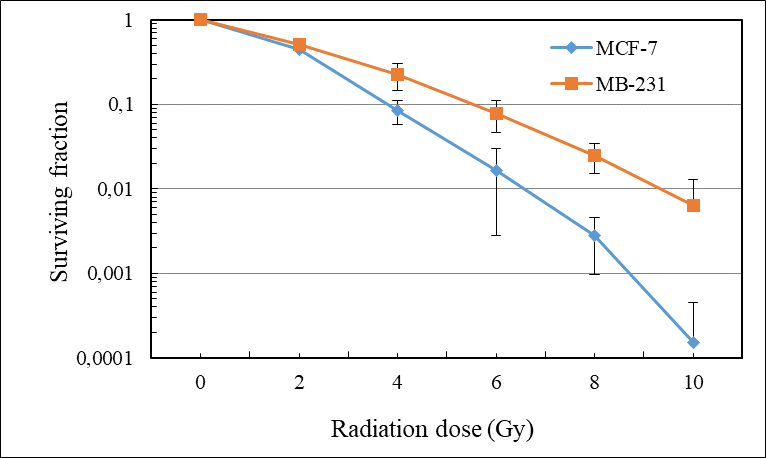 1
0,1
0,01
0,001
0,0001
Surviving fraction
MCF-7
MB-231
0 2 4 6 8 10
Radiation dose (Gy)